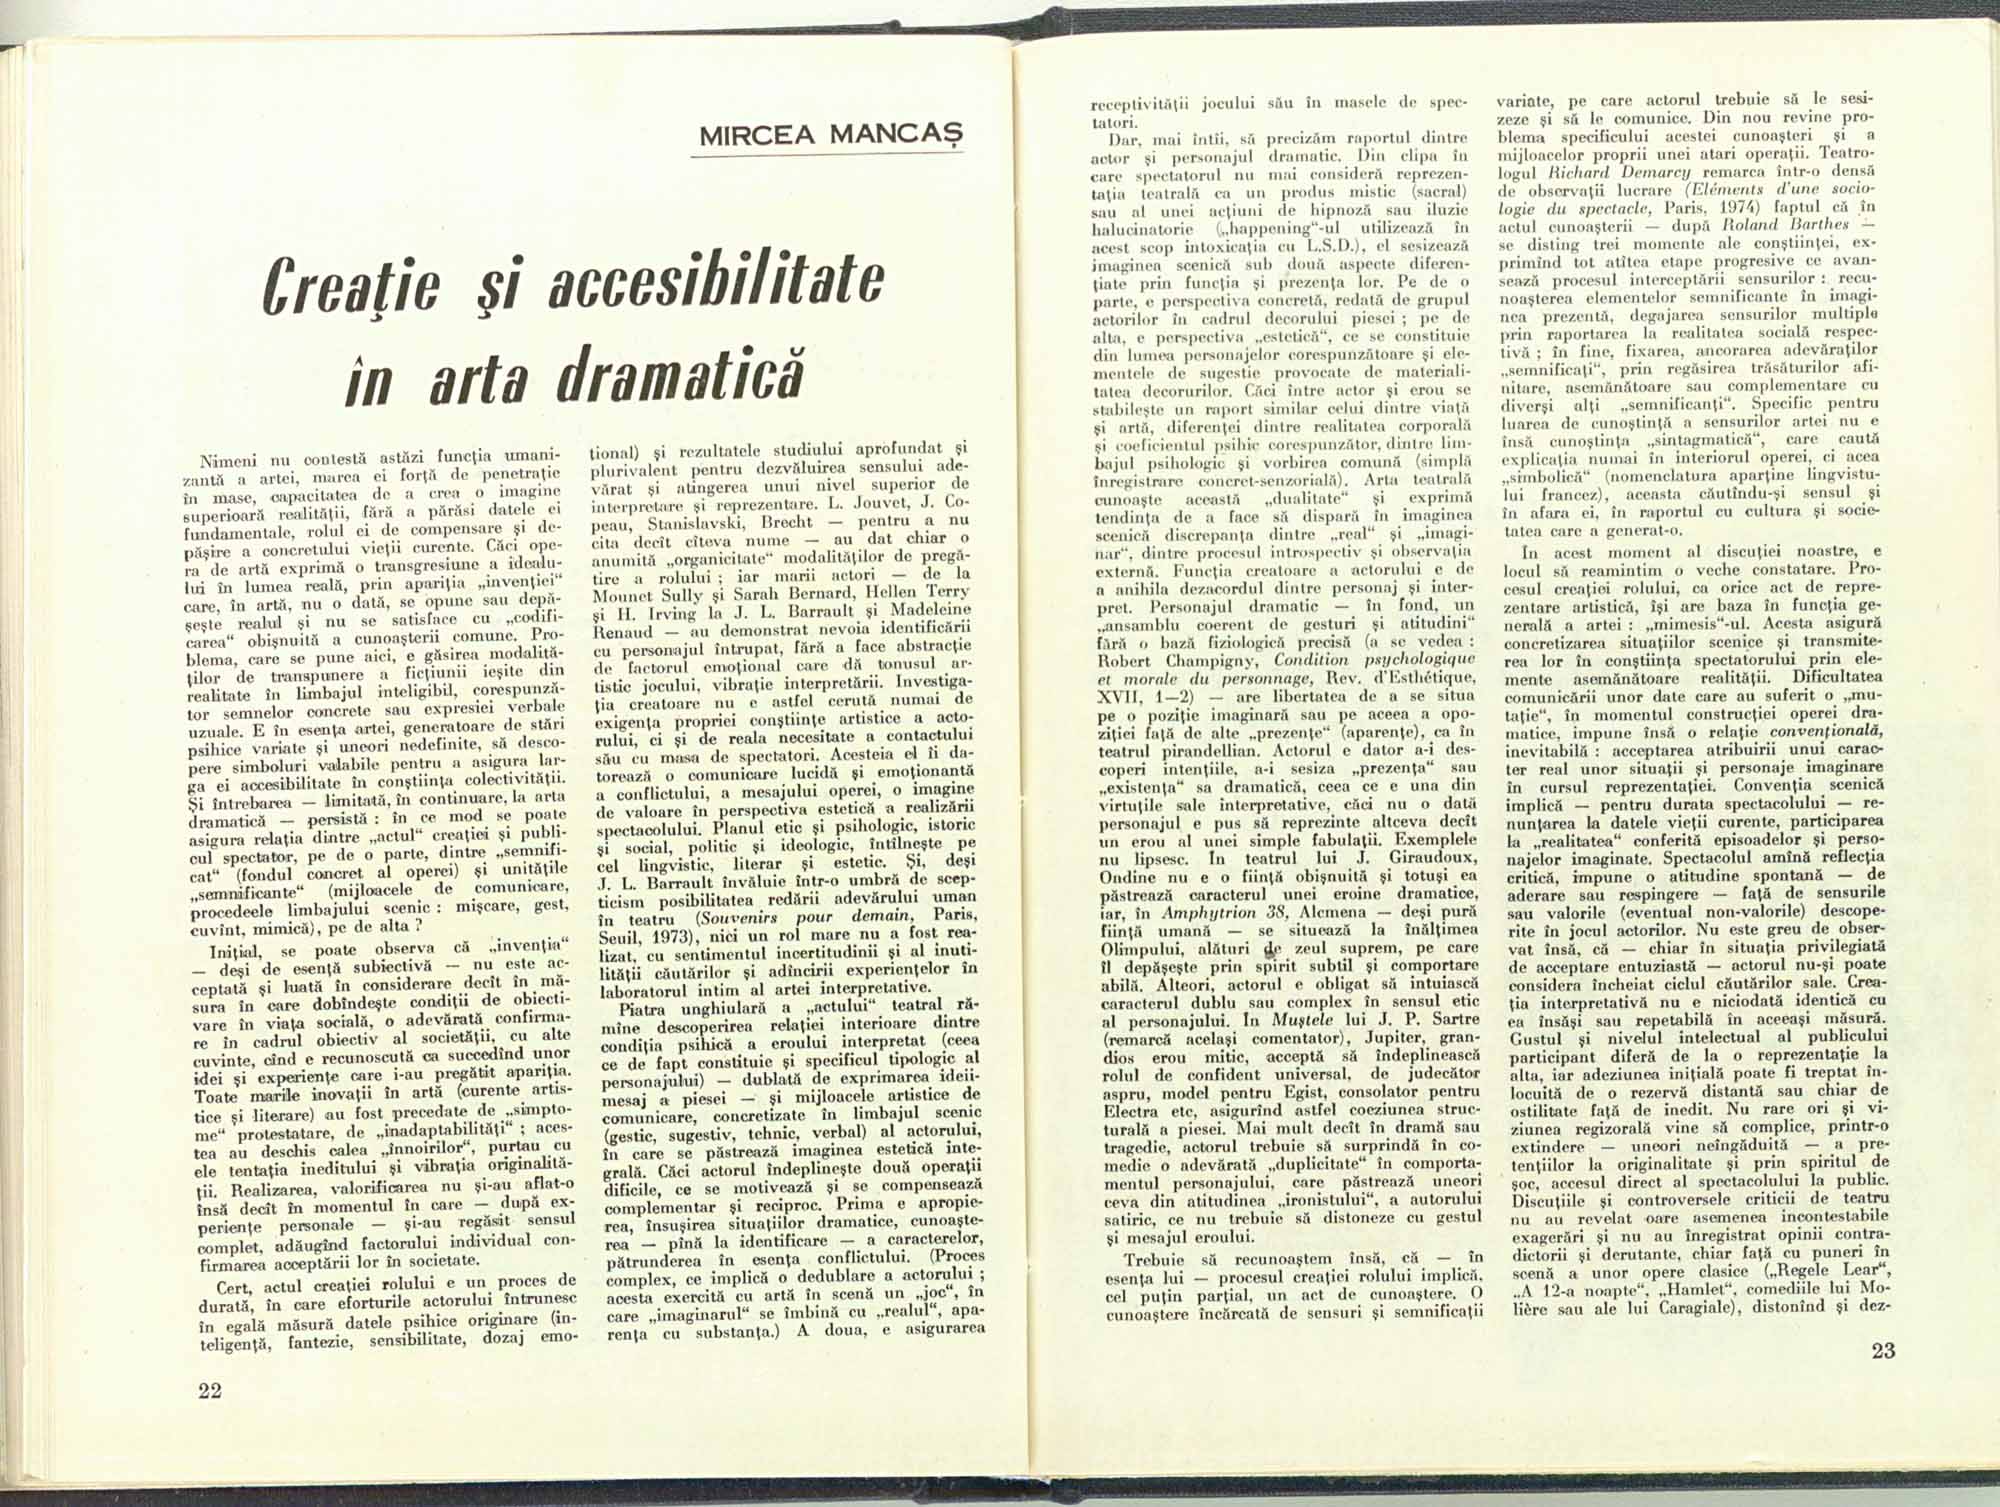 MIRCEA MANCAȘ
Creație și accesibilitate
în arta dramatică
Nimeni nu contestă astăzi funcția umani-
zantă a artei, marea ei forță de penetrație
în mase, capacitatea de a crea o imagine
superioară realității, fără a părăsi datele ei
fundamentale, rolul ei de compensare și de-
pășire a concretului vieții curente. Căci ope-
ra de artă exprimă o transgresiune a idealu-
lui în lumea reală, prin apariția „invenției“
care, în artă, nu o dată, se opune sau depă-
șește realul și nu se satisface cu „codifi-
carea“ obișnuită a cunoașterii comune. Pro-
blema, care se pune aici, e găsirea modalită-
ților de transpunere a ficțiunii ieșite din
realitate în limbajul inteligibil, corespunză-
tor semnelor concrete sau expresiei verbale
uzuale. E în esența artei, generatoare de stări
psihice variate și uneori nedefinite, să desco-
pere simboluri valabile pentru a asigura lar-
ga ei accesibilitate în conștiința colectivității.
Și întrebarea — limitată, în continuare, la arta
dramatică — persistă : în ce mod se poate
asigura relația dintre „actul“ creației și publi-
cul spectator, pe de o parte, dintre „semnifi-
cat“ (fondul concret al operei) și unitățile
„semnificante“ (mijloacele de comunicare,
procedeele limbajului scenic : mișcare, gest,
cuvînt, mimică), pe de alta ?
Inițial, se poate observa că „invenția“
— deși de esență subiectivă — nu este ac-
ceptată și luată în considerare decît în mă-
sura în care dobîndește condiții de obiecti-
vare în viața socială, o adevărată confirma-
re în cadrul obiectiv al societății, cu alte
cuvinte, cînd e recunoscută ca succedînd unor
idei și experiențe care i-au pregătit apariția.
Toate marile inovații în artă (curente artis-
tice și literare) au fost precedate de „simpto-
me“ protestatare, de „inadaptabilități“ ; aces-
tea au deschis calea „înnoirilor“, purtau cu
ele tentația ineditului și vibrația originalită-
ții. Realizarea, valorificarea nu și-au aflat-o
însă decît în momentul în care — după ex-
periențe personale — și-au regăsit sensul
complet, adăugînd factorului individual con-
firmarea acceptării lor în societate.
Cert, actul creației rolului e un proces de
durată, în care eforturile actorului întrunesc
în egală măsură datele psihice originare (in-
teligență, fantezie, sensibilitate, dozaj emo-
țional) și rezultatele studiului aprofundat și
plurivalent pentru dezvăluirea sensului ade-
vărat și atingerea unui nivel superior de
interpretare și reprezentare. L. Jouvet, J. Co-
peau, Stanislavski, Brecht — pentru a nu
cita decît cîteva nume — au dat chiar o
anumită „organicitate“ modalităților de pregă-
tire a rolului ; iar marii actori — de la
Mounet Sully și Sarah Bernard, Hellen Terry
și H. Irving la J. L. Barrault și Madeleine
Renaud — au demonstrat nevoia identificării
cu personajul întrupat, fără a face abstracție
de factorul emoțional care dă tonusul ar-
tistic jocului, vibrație interpretării. Investiga-
ția creatoare nu e astfel cerută numai de
exigența propriei conștiințe artistice a acto-
rului, ci și de reala necesitate a contactului
său cu masa de spectatori. Acesteia el îi da-
torează o comunicare lucidă și emoționantă
a conflictului, a mesajului operei, o imagine
de valoare în perspectiva estetică a realizării
spectacolului. Planul etic și psihologic, istoric
și social, politic și ideologic, întîlnește pe
cel lingvistic, literar și estetic. Și, deși
J. L. Barrault învăluie într-o umbră de scep-
ticism posibilitatea redării adevărului uman
în teatru (Souvenirs pour demain, Paris,
Seuil, 1973), nici un rol mare nu a fost rea-
lizat, cu sentimentul incertitudinii și al inuti-
lității căutărilor și adîncirii experiențelor în
laboratorul intim al artei interpretative.
Piatra unghiulară a „actului“ teatral ră-
mîne descoperirea relației interioare dintre
condiția psihică a eroului interpretat (ceea
ce de fapt constituie și specificul tipologic al
personajului) — dublată de exprimarea ideii-
mesaj a piesei — și mijloacele artistice de
comunicare, concretizate în limbajul scenic
(gestic, sugestiv, tehnic, verbal) al actorului,
în care se păstrează imaginea estetică inte-
grală. Căci actorul îndeplinește două operații
dificile, ce se motivează și se compensează
complementar și reciproc. Prima e apropie-
rea, însușirea situațiilor dramatice, cunoaște-
rea — pînă la identificare — a caracterelor,
pătrunderea în esența conflictului. (Proces
complex, ce implică o dedublare a actorului ;
acesta exercită cu artă în scenă un „joc“, în
care „imaginarul“ se îmbină cu „realul“, apa-
rența cu substanța.) A doua, e asigurarea
22
receptivității jocului său în masele de spec-
tatori.
Dar, mai întîi, să precizăm raportul dintre
actor și personajul dramatic. Din clipa în
care spectatorul nu mai consideră reprezen-
tația teatrală ca un produs mistic (sacral)
sau al unei acțiuni de hipnoză sau iluzie
halucinatorie („happening“-ul utilizează în
acest scop intoxicația cu L.S.D.), el sesizează
imaginea scenică sub două aspecte diferen-
țiate prin funcția și prezența lor. Pe de o
parte, e perspectiva concretă, redată de grupul
actorilor în cadrul decorului piesei ; pe de
alta, e perspectiva „estetică“, ce se constituie
din lumea personajelor corespunzătoare și ele-
mentele de sugestie provocate de materiali-
tatea decorurilor. Căci între actor și erou se
stabilește un raport similar celui dintre viață
și artă, diferenței dintre realitatea corporală
și coeficientul psihic corespunzător, dintre lim-
bajul psihologic și vorbirea comună (simplă
înregistrare concret-senzorială). Arta teatrală
cunoaște această „dualitate“ și exprimă
tendința de a face să dispară în imaginea
scenică discrepanța dintre „real“ și „imagi-
nar“, dintre procesul introspectiv și observația
externă. Funcția creatoare a actorului e de
a anihila dezacordul dintre personaj și inter-
pret. Personajul dramatic — în fond, un
„ansamblu coerent de gesturi și atitudini“
fără o bază fiziologică precisă (a se vedea :
Robert Champigny, Condition psychologique
et morale du personnage, Rev. d'Esthétique,
XVII, 1—2) — are libertatea de a se situa
pe o poziție imaginară sau pe aceea a opo-
ziției față de alte „prezențe“ (aparențe), ca în
teatrul pirandellian. Actorul e dator a-i des-
coperi intențiile, a-i sesiza „prezența“ sau
„existența“ sa dramatică, ceea ce e una din
virtuțile sale interpretative, căci nu o dată
personajul e pus să reprezinte altceva decît
un erou al unei simple fabulații. Exemplele
nu lipsesc. In teatrul lui J. Giraudoux,
Ondine nu e o ființă obișnuită și totuși ea
păstrează caracterul unei eroine dramatice,
iar, în Amphytrion 38, Alcmena — deși pură
ființă umană — se situează la înălțimea
Olimpului, alături de zeul suprem, pe care
îl depășește prin spirit subtil și comportare
abilă. Alteori, actorul e obligat să intuiască
caracterul dublu sau complex în sensul etic
al personajului. In Muștele lui J. P. Sartre
(remarcă același comentator), Jupiter, gran-
dios erou mitic, acceptă să îndeplinească
rolul de confident universal, de judecător
aspru, model pentru Egist, consolator pentru
Electra etc, asigurînd astfel coeziunea struc-
turală a piesei. Mai mult decît în dramă sau
tragedie, actorul trebuie să surprindă în co-
medie o adevărată „duplicitate“ în comporta-
mentul personajului, care păstrează uneori
ceva din atitudinea „ironistului“, a autorului
satiric, ce nu trebuie să distoneze cu gestul
și mesajul eroului.
Trebuie să recunoaștem însă, că — în
esența lui — procesul creației rolului implică,
cel puțin parțial, un act de cunoaștere. O
cunoaștere încărcată de sensuri și semnificații
variate, pe care actorul trebuie să le sesi-
zeze și să le comunice. Din nou revine pro-
blema specificului acestei cunoașteri și a
mijloacelor proprii unei atari operații. Teatro-
logul Richard Demarcy remarca într-o densă
de observații lucrare (Eléments d'une socio-
logie du spectacle, Paris, 1974) faptul că în
actul cunoașterii — după Roland Barthes —
se disting trei momente ale conștiinței, ex-
primînd tot atîtea etape progresive ce avan-
sează procesul interceptării sensurilor : recu-
noașterea elementelor semnificante în imagi-
nea prezentă, degajarea sensurilor multiple
prin raportarea la realitatea socială respec-
tivă ; în fine, fixarea, ancorarea adevăraților
„semnificați“, prin regăsirea trăsăturilor afi-
nitare, asemănătoare sau complementare cu
diverși alți „semnificanți“. Specific pentru
luarea de cunoștință a sensurilor artei nu e
însă cunoștința „sintagmatică“, care caută
explicația numai în interiorul operei, ci acea
„simbolică“ (nomenclatura aparține lingvistu-
lui francez), aceasta căutîndu-și sensul și
în afara ei, în raportul cu cultura și socie-
tatea care a generat-o.
In acest moment al discuției noastre, e
locul să reamintim o veche constatare. Pro-
cesul creației rolului, ca orice act de repre-
zentare artistică, își are baza în funcția ge-
nerală a artei : „mimesis“-ul. Acesta asigură
concretizarea situațiilor scenice și transmite-
rea lor în conștiința spectatorului prin ele-
mente asemănătoare realității. Dificultatea
comunicării unor date care au suferit o „mu-
tație“, în momentul construcției operei dra-
matice, impune însă o relație convențională,
inevitabilă : acceptarea atribuirii unui carac-
ter real unor situații și personaje imaginare
în cursul reprezentației. Convenția scenică
implică — pentru durata spectacolului — re-
nunțarea la datele vieții curente, participarea
la „realitatea“ conferită episoadelor și perso-
najelor imaginate. Spectacolul amînă reflecția
critică, impune o atitudine spontană — de
aderare sau respingere — față de sensurile
sau valorile (eventual non-valorile) descope-
rite în jocul actorilor. Nu este greu de obser-
vat însă, că — chiar în situația privilegiată
de acceptare entuziastă — actorul nu-și poate
considera încheiat ciclul căutărilor sale. Crea-
ția interpretativă nu e niciodată identică cu
ea însăși sau repetabilă în aceeași măsură.
Gustul și nivelul intelectual al publicului
participant diferă de la o reprezentație la
alta, iar adeziunea inițială poate fi treptat în-
locuită de o rezervă distantă sau chiar de
ostilitate față de inedit. Nu rare ori și vi-
ziunea regizorală vine să complice, printr-o
extindere — uneori neîngăduită — a pre-
tențiilor la originalitate și prin spiritul de
șoc, accesul direct al spectacolului la public.
Discuțiile și controversele criticii de teatru
nu au revelat oare asemenea incontestabile
exagerări și nu au înregistrat opinii contra-
dictorii și derutante, chiar față cu puneri în
scenă a unor opere clasice („Regele Lear“,
„A 12-a noapte“, „Hamlet“, comediile lui Mo-
lière sau ale lui Caragiale), distonînd și dez-
23